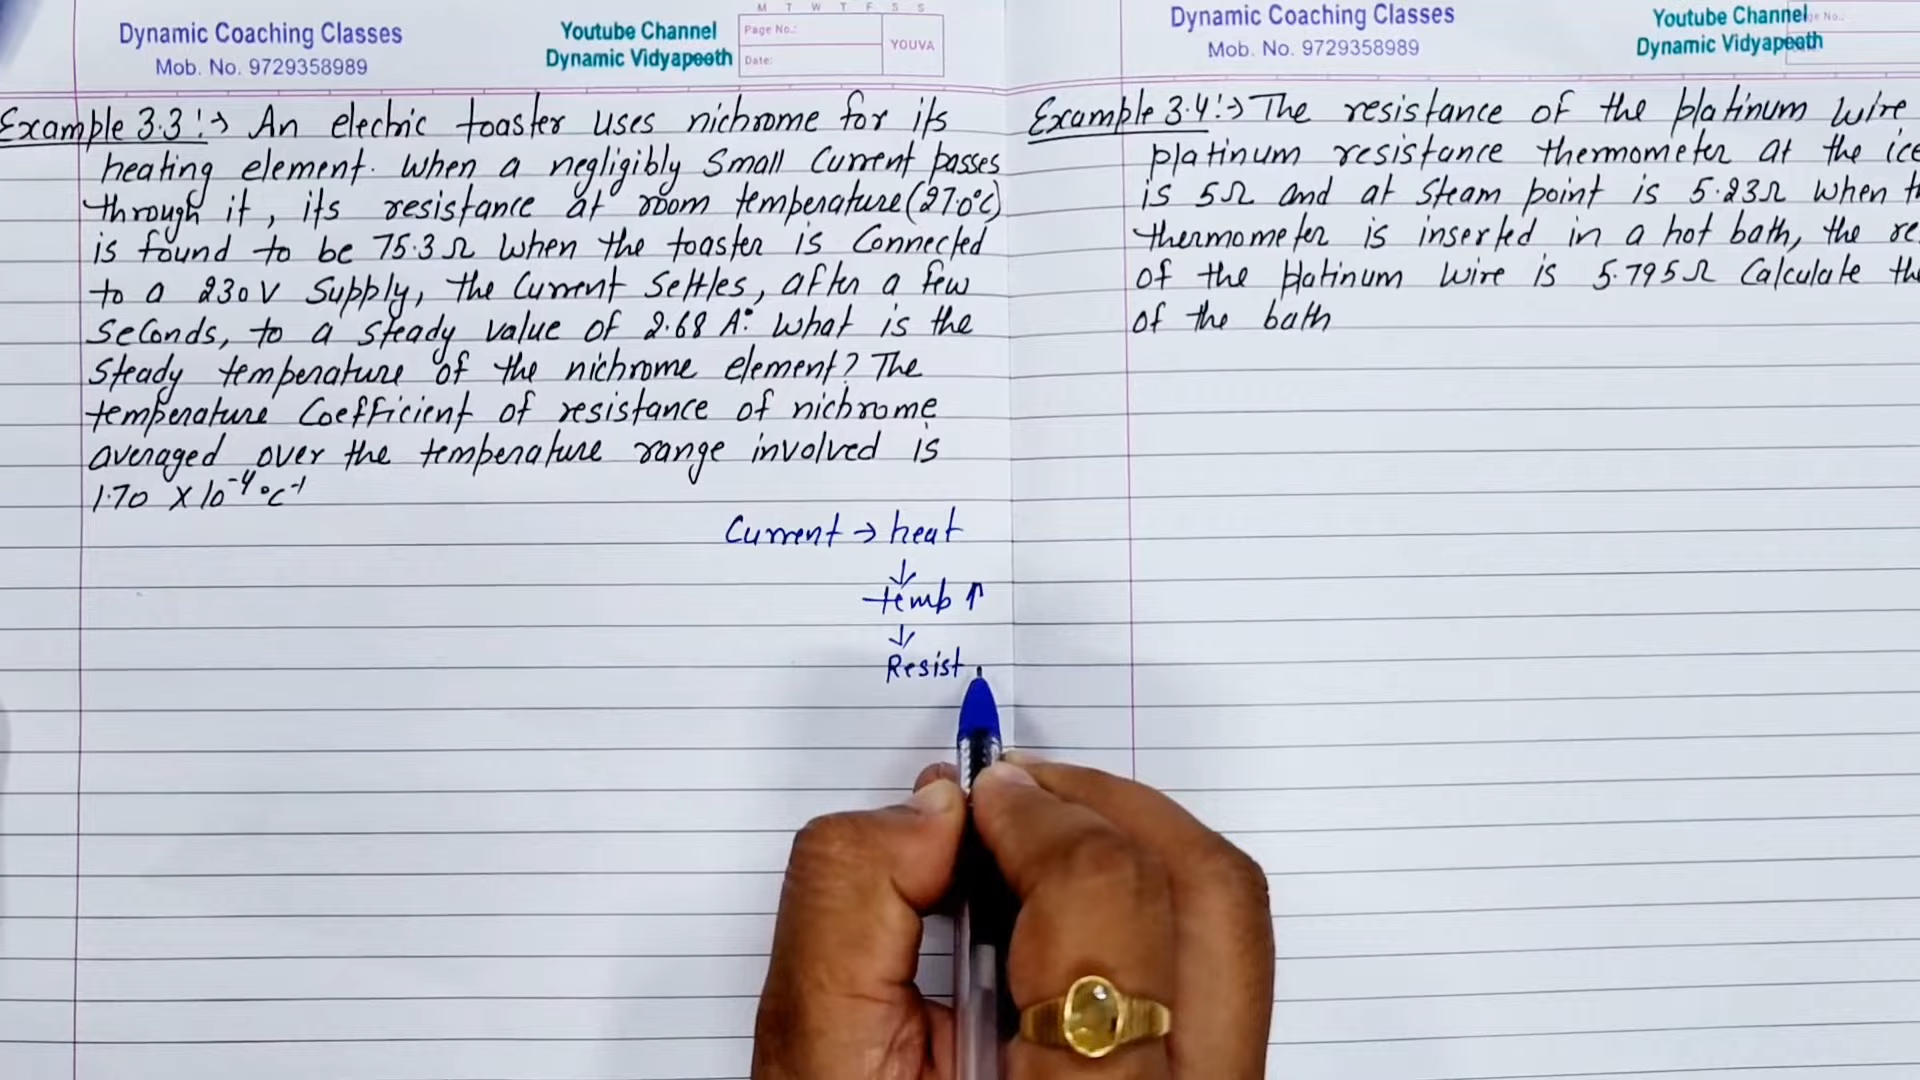 M T W T F S S
Dynamic Coaching Classes
Mob. No. 9729358989
Youtube Channel
Dynamic Vidyapeeth
Page No.:
Date:
YOUVA
Example 3.3 :→ An electric toaster uses nichrome for its
heating element. When a negligibly Small Current passes
through it, its resistance at room temperature (27.0°C)
is found to be 75.3 Ω When the toaster is Connected
to a 230 V Supply, the Current Settles, after a few
Seconds, to a steady value of 2.68 A. What is the
Steady temperature of the nichrome element? The
temperature Coefficient of resistance of nichrome
averaged over the temperature range involved is
1.70 X 10⁻⁴ °C⁻¹
Current → heat
↓
temp ↑
↓
Resist
Dynamic Coaching Classes
Mob. No. 9729358989
Youtube Channel
Dynamic Vidyapeeth
No.:
Example 3.4 :→ The resistance of the platinum wire
platinum resistance thermometer at the ice
is 5Ω and at Steam point is 5.23Ω When
thermometer is inserted in a hot bath, the
of the platinum wire is 5.795Ω Calculate
of the bath